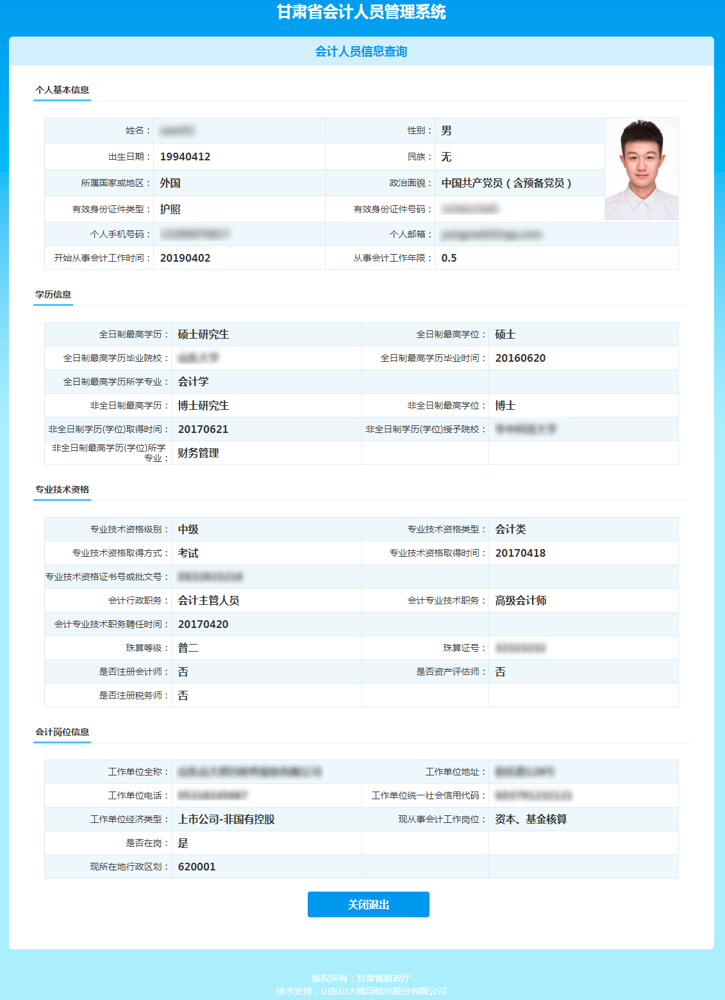 甘肃省会计人员管理系统
会计人员信息查询
个人基本信息
姓名： 性别： 男
出生日期： 19940412 民族： 无
所属国家或地区： 外国 政治面貌： 中国共产党员（含预备党员）
有效身份证件类型： 护照 有效身份证件号码：
个人手机号码： 个人邮箱：
开始从事会计工作时间： 20190402 从事会计工作年限： 0.5
学历信息
全日制最高学历： 硕士研究生 全日制最高学位： 硕士
全日制最高学历毕业院校： 全日制最高学历毕业时间： 20160620
全日制最高学历所学专业： 会计学
非全日制最高学历： 博士研究生 非全日制最高学位： 博士
非全日制学历(学位)取得时间： 20170621 非全日制学历(学位)授予院校：
非全日制最高学历(学位)所学
专业： 财务管理
专业技术资格
专业技术资格级别： 中级 专业技术资格类型： 会计类
专业技术资格取得方式： 考试 专业技术资格取得时间： 20170418
专业技术资格证书号或批文号：
会计行政职务： 会计主管人员 会计专业技术职务： 高级会计师
会计专业技术职务聘任时间： 20170420
珠算等级： 普二 珠算证号：
是否注册会计师： 否 是否资产评估师： 否
是否注册税务师： 否
会计岗位信息
工作单位全称： 工作单位地址：
工作单位电话： 工作单位统一社会信用代码：
工作单位经济类型： 上市公司-非国有控股 现从事会计工作岗位： 资本、基金核算
是否在岗： 是
现所在地行政区划： 620001
关闭退出
版权所有：甘肃省财政厅
技术支持：山东山大鸥玛软件股份有限公司